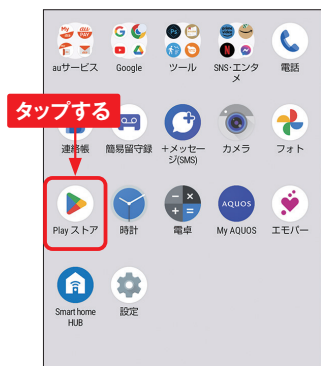 auサービス
Google
ツール
SNS・エンタ
メ
電話
タップする
連絡帳
簡易留守録
+メッセー
ジ(SMS)
カメラ
フォト
Play ストア
時計
電卓
AQUOS
My AQUOS
エモパー
Smart home
HUB
設定